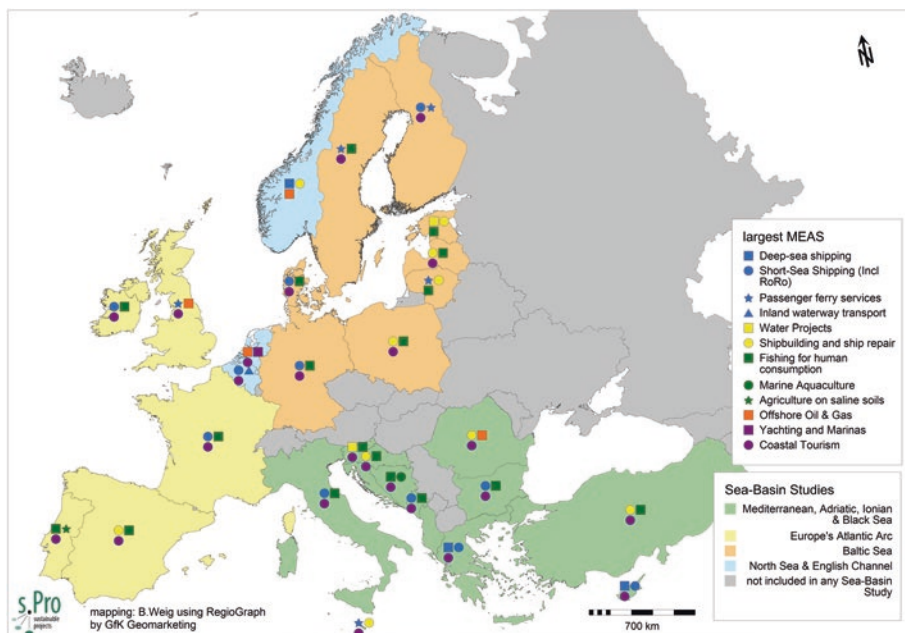 N
largest MEAS
Deep-sea shipping
Short-Sea Shipping (Incl
RoRo)
Passenger ferry services
Inland waterway transport
Water Projects
Shipbuilding and ship repair
Fishing for human
consumption
Marine Aquaculture
Agriculture on saline soils
Offshore Oil & Gas
Yachting and Marinas
Coastal Tourism
Sea-Basin Studies
Mediterranean, Adriatic, Ionian
& Black Sea
Europe's Atlantic Arc
Baltic Sea
North Sea & English Channel
not included in any Sea-Basin
Study
s.Pro
sustainable
projects
mapping: B.Weig using RegioGraph
by GfK Geomarketing
700 km